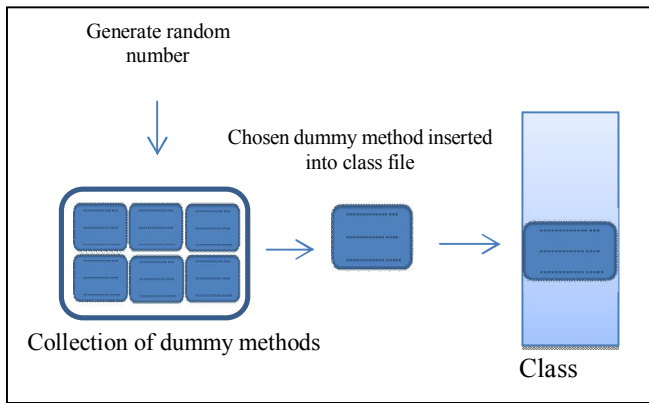 Generate random
number
Chosen dummy method inserted
into class file
Collection of dummy methods
Class